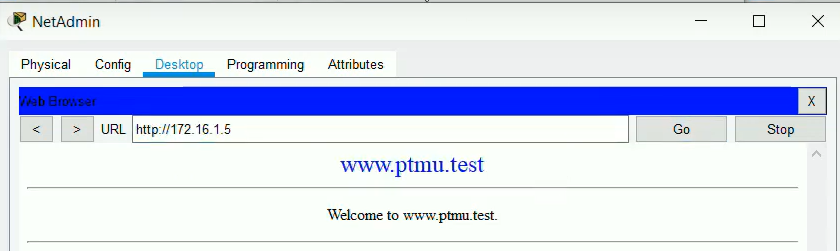 NetAdmin
Physical Config Desktop Programming Attributes
Web Browser
X
< > URL http://172.16.1.5 Go Stop
www.ptmu.test
Welcome to www.ptmu.test.